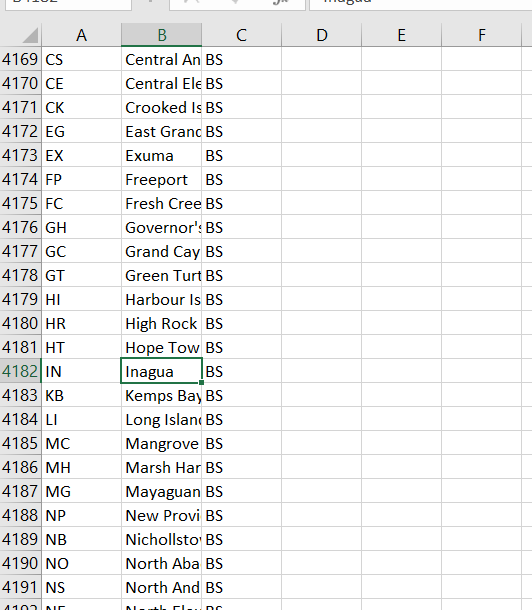 A B C D E F
4169 CS Central An BS
4170 CE Central Ele BS
4171 CK Crooked Is BS
4172 EG East Grand BS
4173 EX Exuma BS
4174 FP Freeport BS
4175 FC Fresh Cree BS
4176 GH Governor's BS
4177 GC Grand Cay BS
4178 GT Green Turt BS
4179 HI Harbour Is BS
4180 HR High Rock BS
4181 HT Hope Tow BS
4182 IN Inagua BS
4183 KB Kemps Bay BS
4184 LI Long Island BS
4185 MC Mangrove BS
4186 MH Marsh Har BS
4187 MG Mayaguan BS
4188 NP New Provi BS
4189 NB Nichollstow BS
4190 NO North Aba BS
4191 NS North And BS